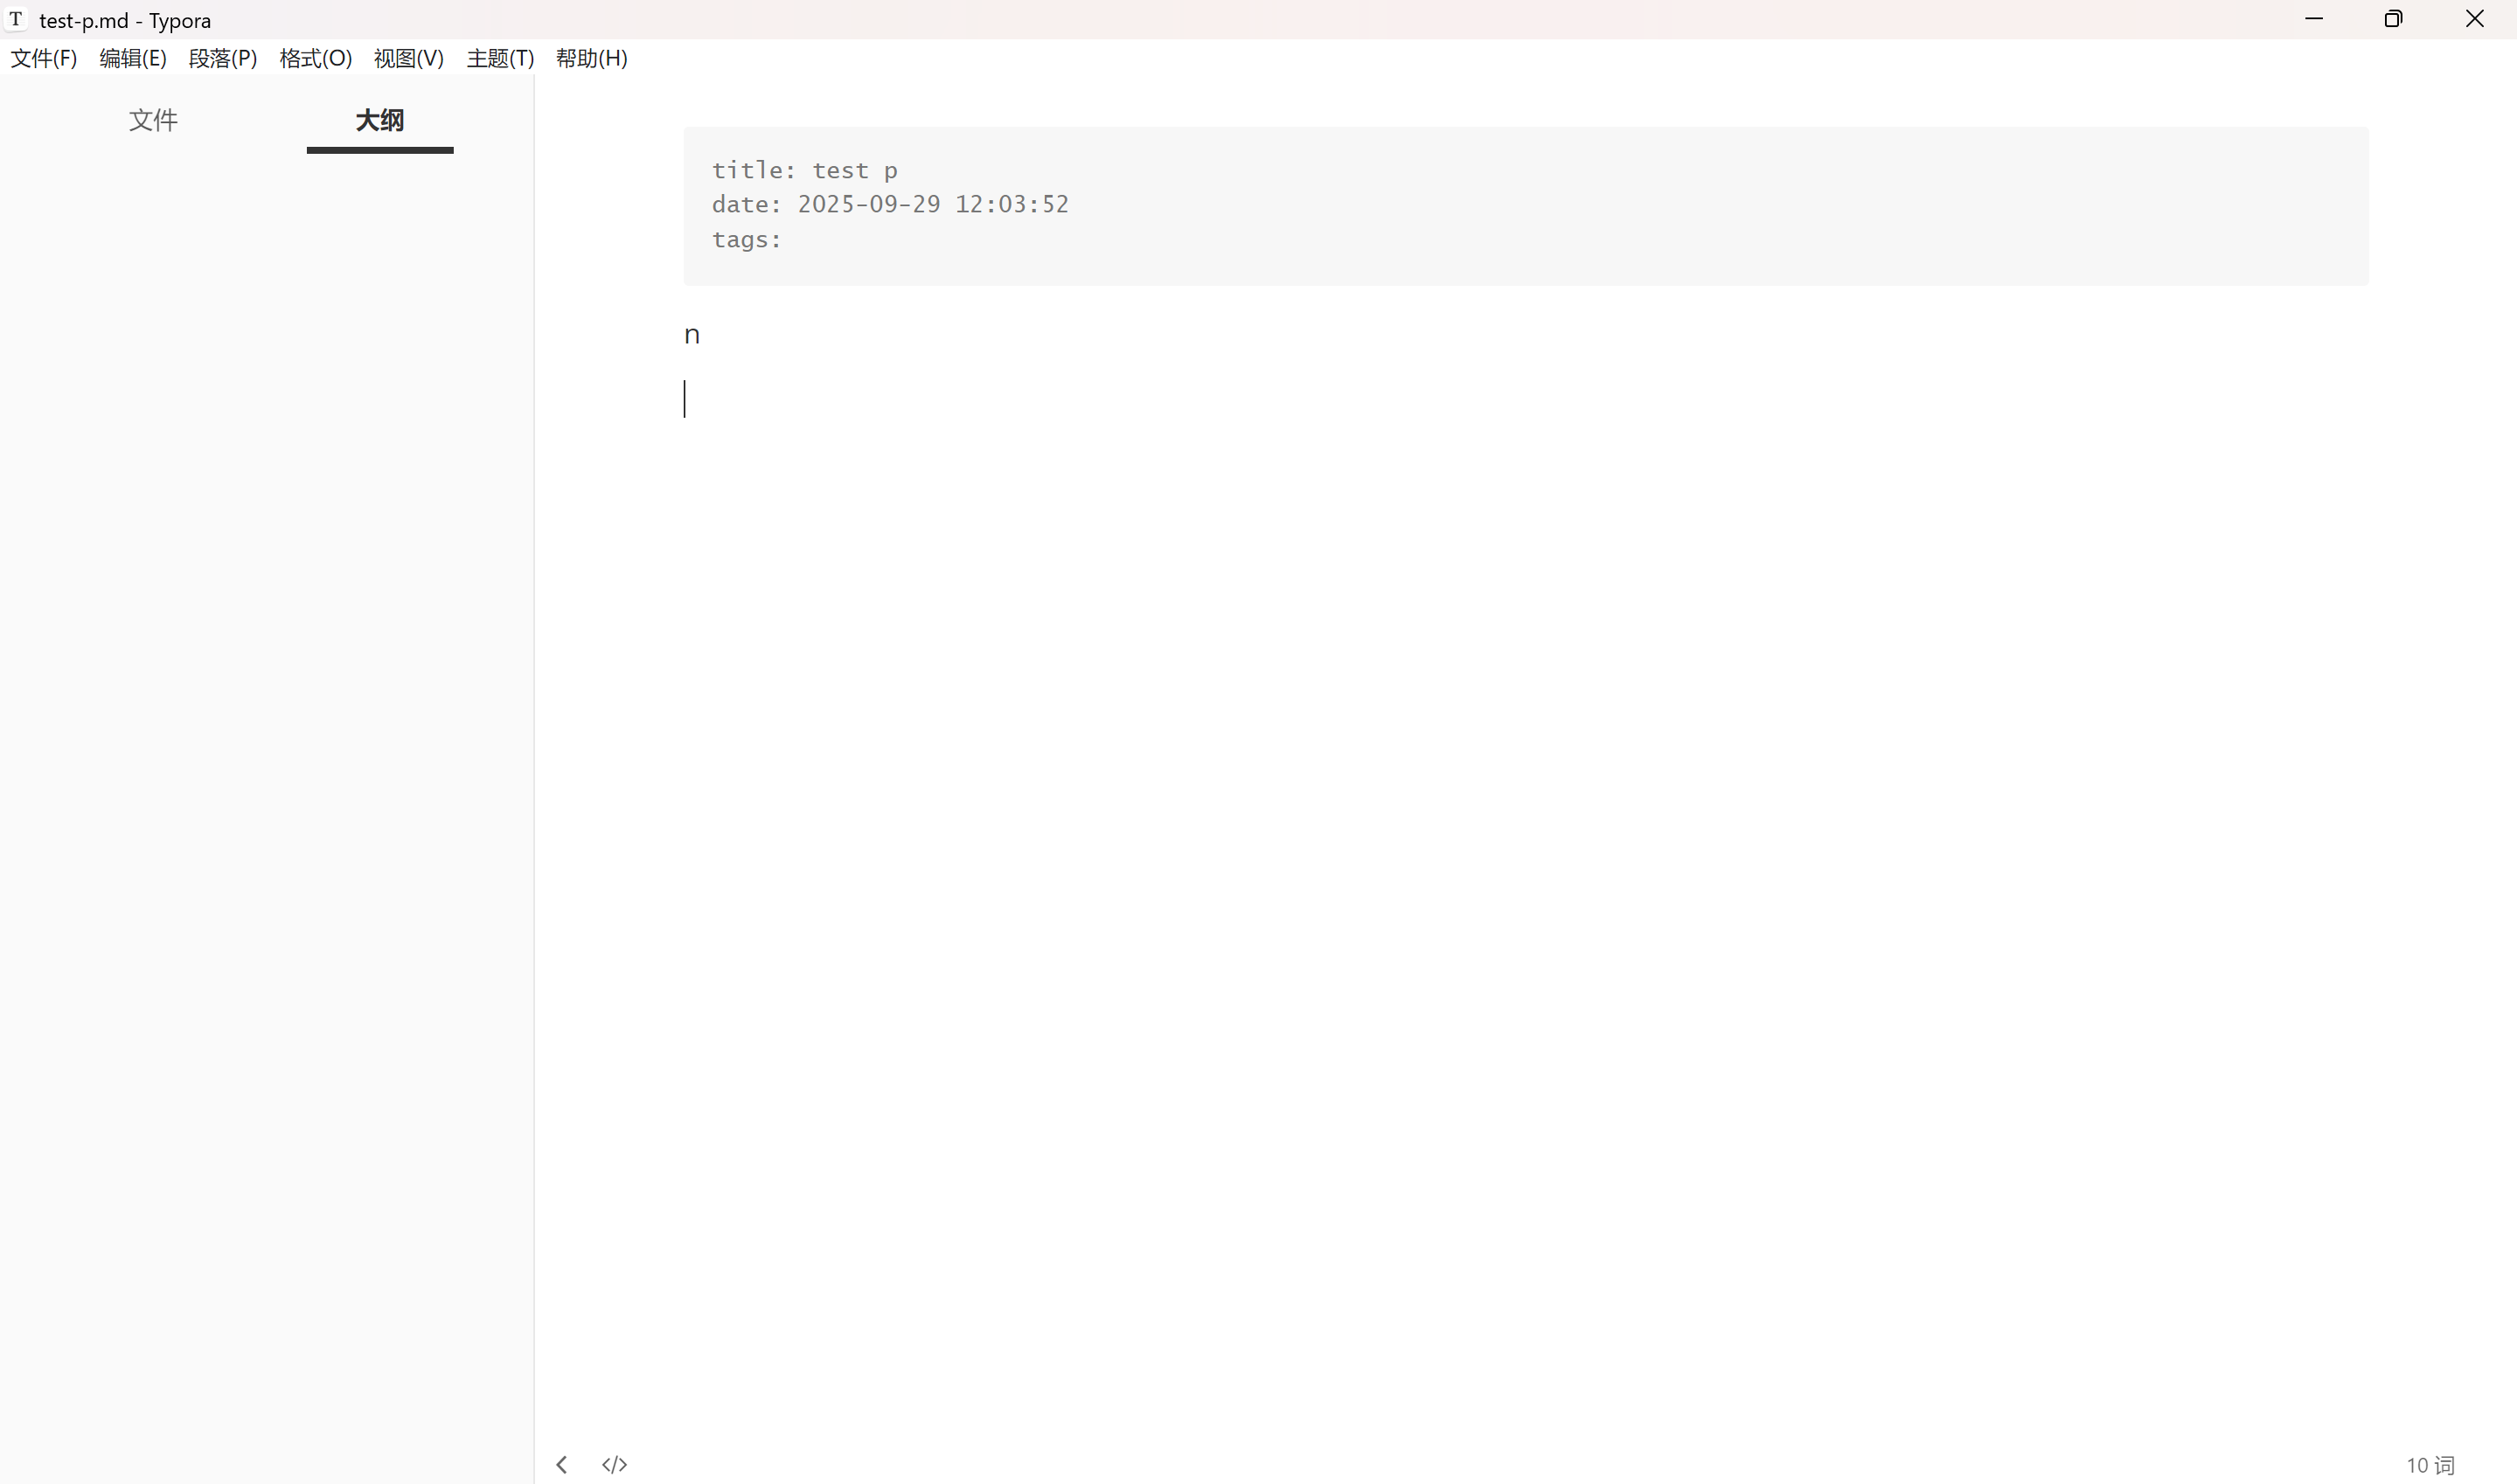 T test-p.md - Typora
文件(F) 编辑(E) 段落(P) 格式(O) 视图(V) 主题(T) 帮助(H)
文件 大纲
title: test p
date: 2025-09-29 12:03:52
tags:
n
</>
10 词